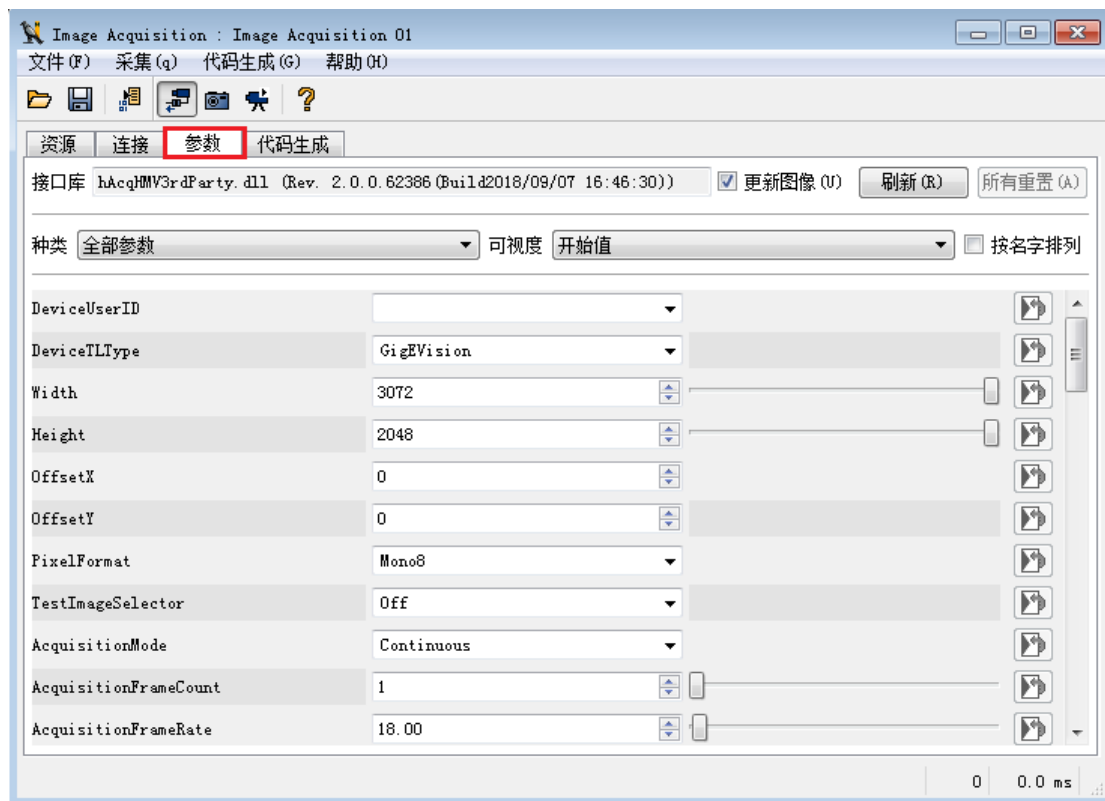 Image Acquisition : Image Acquisition 01
文件(F) 采集(q) 代码生成(G) 帮助(H)
资源 连接 参数 代码生成
接口库 hAcqHMV3rdParty.dll (Rev. 2.0.0.62386(Build2018/09/07 16:46:30)) 更新图像(U) 刷新(R) 所有重置(A)
种类 全部参数 可视度 开始值 按名字排列
DeviceUserID
DeviceTLType GigEVision
Width 3072
Height 2048
OffsetX 0
OffsetY 0
PixelFormat Mono8
TestImageSelector Off
AcquisitionMode Continuous
AcquisitionFrameCount 1
AcquisitionFrameRate 18.00
0 0.0 ms